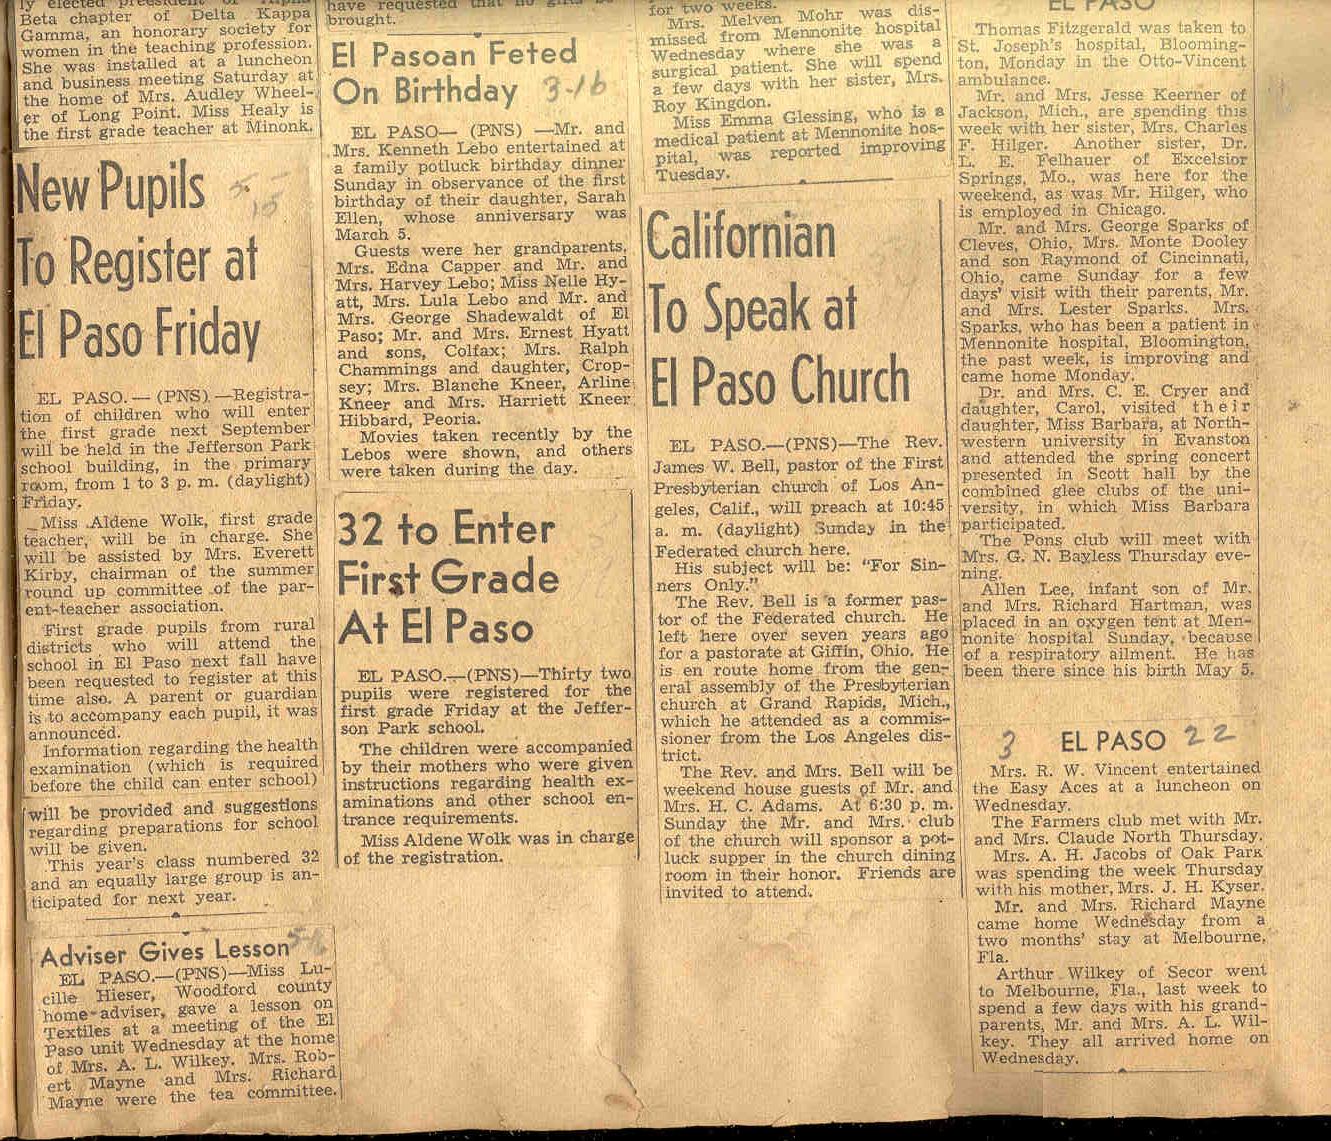 ly elected
Beta chapter of Delta Kappa
Gamma, an honorary society for
women in the teaching profession.
She was installed at a luncheon
and business meeting Saturday at
the home of Mrs. Audley Wheel-
er of Long Point. Miss Healy is
the first grade teacher at Minonk.
New Pupils
To Register at
El Paso Friday
EL PASO. — (PNS) —Registra-
tion of children who will enter
the first grade next September
will be held in the Jefferson Park
school building, in the primary
room, from 1 to 3 p. m. (daylight)
Friday.
Miss Aldene Wolk, first grade
teacher, will be in charge. She
will be assisted by Mrs. Everett
Kirby, chairman of the summer
round up committee of the par-
ent-teacher association.
First grade pupils from rural
districts who will attend the
school in El Paso next fall have
been requested to register at this
time also. A parent or guardian
is to accompany each pupil, it was
announced.
Information regarding the health
examination (which is required
before the child can enter school)
will be provided and suggestions
regarding preparations for school
will be given.
This year's class numbered 32
and an equally large group is an-
ticipated for next year.
Adviser Gives Lesson
EL PASO.—(PNS)—Miss Lu-
cille Hieser, Woodford county
home-adviser, gave a lesson on
Textiles at a meeting of the El
Paso unit Wednesday at the home
of Mrs. A. L. Wilkey. Mrs. Rob-
ert Mayne and Mrs. Richard
Mayne were the tea committee.
have requested that no
brought.
El Pasoan Feted
On Birthday 3-16
EL PASO— (PNS) —Mr. and
Mrs. Kenneth Lebo entertained at
a family potluck birthday dinner
Sunday in observance of the first
birthday of their daughter, Sarah
Ellen, whose anniversary was
March 5.
Guests were her grandparents,
Mrs. Edna Capper and Mr. and
Mrs. Harvey Lebo; Miss Nelle Hy-
att, Mrs. Lula Lebo and Mr. and
Mrs. George Shadewaldt of El
Paso; Mr. and Mrs. Ernest Hyatt
and sons, Colfax; Mrs. Ralph
Chammings and daughter, Crop-
sey; Mrs. Blanche Kneer, Arline
Kneer and Mrs. Harriett Kneer
Hibbard, Peoria.
Movies taken recently by the
Lebos were shown, and others
were taken during the day.
32 to Enter
First Grade
At El Paso
EL PASO.—(PNS)—Thirty two
pupils were registered for the
first grade Friday at the Jeffer-
son Park school.
The children were accompanied
by their mothers who were given
instructions regarding health ex-
aminations and other school en-
trance requirements.
Miss Aldene Wolk was in charge
of the registration.
for two weeks.
Mrs. Melven Mohr was dis-
missed from Mennonite hospital
Wednesday where she was a
surgical patient. She will spend
a few days with her sister, Mrs.
Roy Kingdon.
Miss Emma Glessing, who is a
medical patient at Mennonite hos-
pital, was reported improving
Tuesday.
Californian
To Speak at
El Paso Church
EL PASO.—(PNS)—The Rev.
James W. Bell, pastor of the First
Presbyterian church of Los An-
geles, Calif., will preach at 10:45
a. m. (daylight) Sunday in the
Federated church here.
His subject will be: "For Sin-
ners Only."
The Rev. Bell is a former pas-
tor of the Federated church. He
left here over seven years ago
for a pastorate at Giffin, Ohio. He
is en route home from the gen-
eral assembly of the Presbyterian
church at Grand Rapids, Mich.,
which he attended as a commis-
sioner from the Los Angeles dis-
trict.
The Rev. and Mrs. Bell will be
weekend house guests of Mr. and
Mrs. H. C. Adams. At 6:30 p. m.
Sunday the Mr. and Mrs. club
of the church will sponsor a pot-
luck supper in the church dining
room in their honor. Friends are
invited to attend.
EL PASO
Thomas Fitzgerald was taken to
St. Joseph's hospital, Blooming-
ton, Monday in the Otto-Vincent
ambulance.
Mr. and Mrs. Jesse Keerner of
Jackson, Mich., are spending this
week with her sister, Mrs. Charles
F. Hilger. Another sister, Dr.
L. E. Felhauer of Excelsior
Springs, Mo., was here for the
weekend, as was Mr. Hilger, who
is employed in Chicago.
Mr. and Mrs. George Sparks of
Cleves, Ohio, Mrs. Monte Dooley
and son Raymond of Cincinnati,
Ohio, came Sunday for a few
days' visit with their parents, Mr.
and Mrs. Lester Sparks. Mrs.
Sparks, who has been a patient in
Mennonite hospital, Bloomington,
the past week, is improving and
came home Monday.
Dr. and Mrs. C. E. Cryer and
daughter, Carol, visited their
daughter, Miss Barbara, at North-
western university in Evanston
and attended the spring concert
presented in Scott hall by the
combined glee clubs of the uni-
versity, in which Miss Barbara
participated.
The Pons club will meet with
Mrs. G. N. Bayless Thursday eve-
ning.
Allen Lee, infant son of Mr.
and Mrs. Richard Hartman, was
placed in an oxygen tent at Men-
nonite hospital Sunday, because
of a respiratory ailment. He has
been there since his birth May 5.
3 EL PASO 22
Mrs. R. W. Vincent entertained
the Easy Aces at a luncheon on
Wednesday.
The Farmers club met with Mr.
and Mrs. Claude North Thursday.
Mrs. A. H. Jacobs of Oak Park
was spending the week Thursday
with his mother, Mrs. J. H. Kyser.
Mr. and Mrs. Richard Mayne
came home Wednesday from a
two months' stay at Melbourne,
Fla.
Arthur Wilkey of Secor went
to Melbourne, Fla., last week to
spend a few days with his grand-
parents, Mr. and Mrs. A. L. Wil-
key. They all arrived home on
Wednesday.